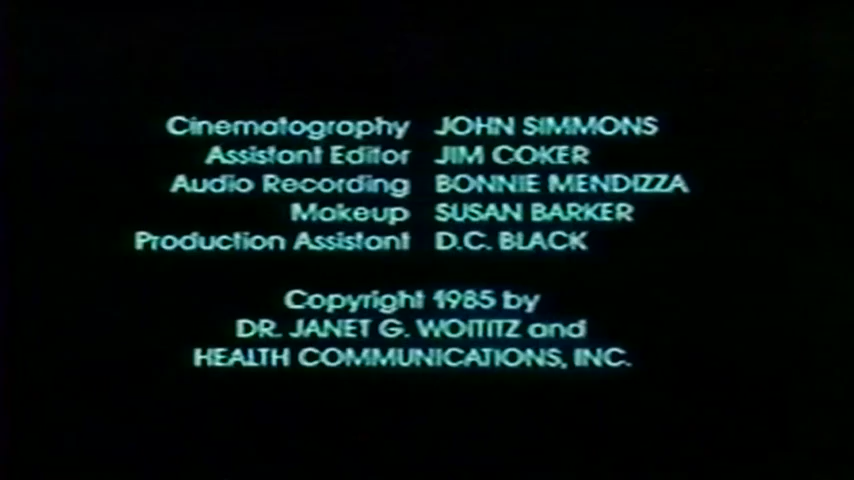 Cinematography JOHN SIMMONS
Assistant Editor JIM COKER
Audio Recording BONNIE MENDIZZA
Makeup SUSAN BARKER
Production Assistant D.C. BLACK
Copyright 1985 by
DR. JANET G. WOITITZ and
HEALTH COMMUNICATIONS, INC.